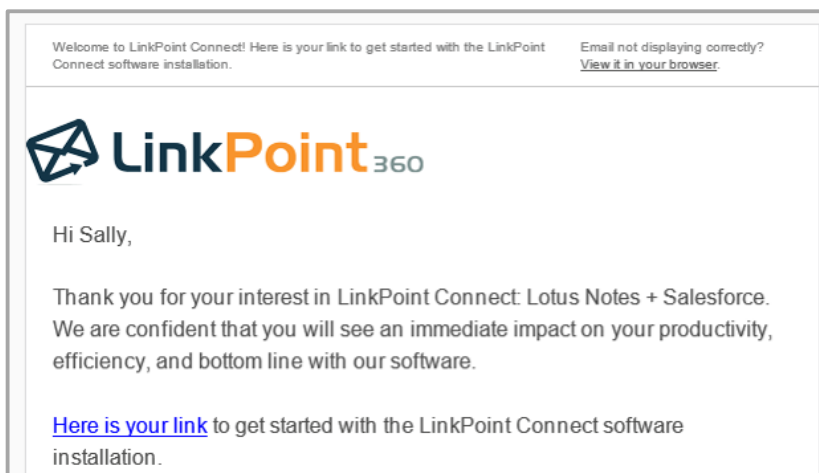 Welcome to LinkPoint Connect! Here is your link to get started with the LinkPoint
Connect software installation.
Email not displaying correctly?
View it in your browser.
LinkPoint 360
Hi Sally,
Thank you for your interest in LinkPoint Connect: Lotus Notes + Salesforce.
We are confident that you will see an immediate impact on your productivity,
efficiency, and bottom line with our software.
Here is your link to get started with the LinkPoint Connect software
installation.